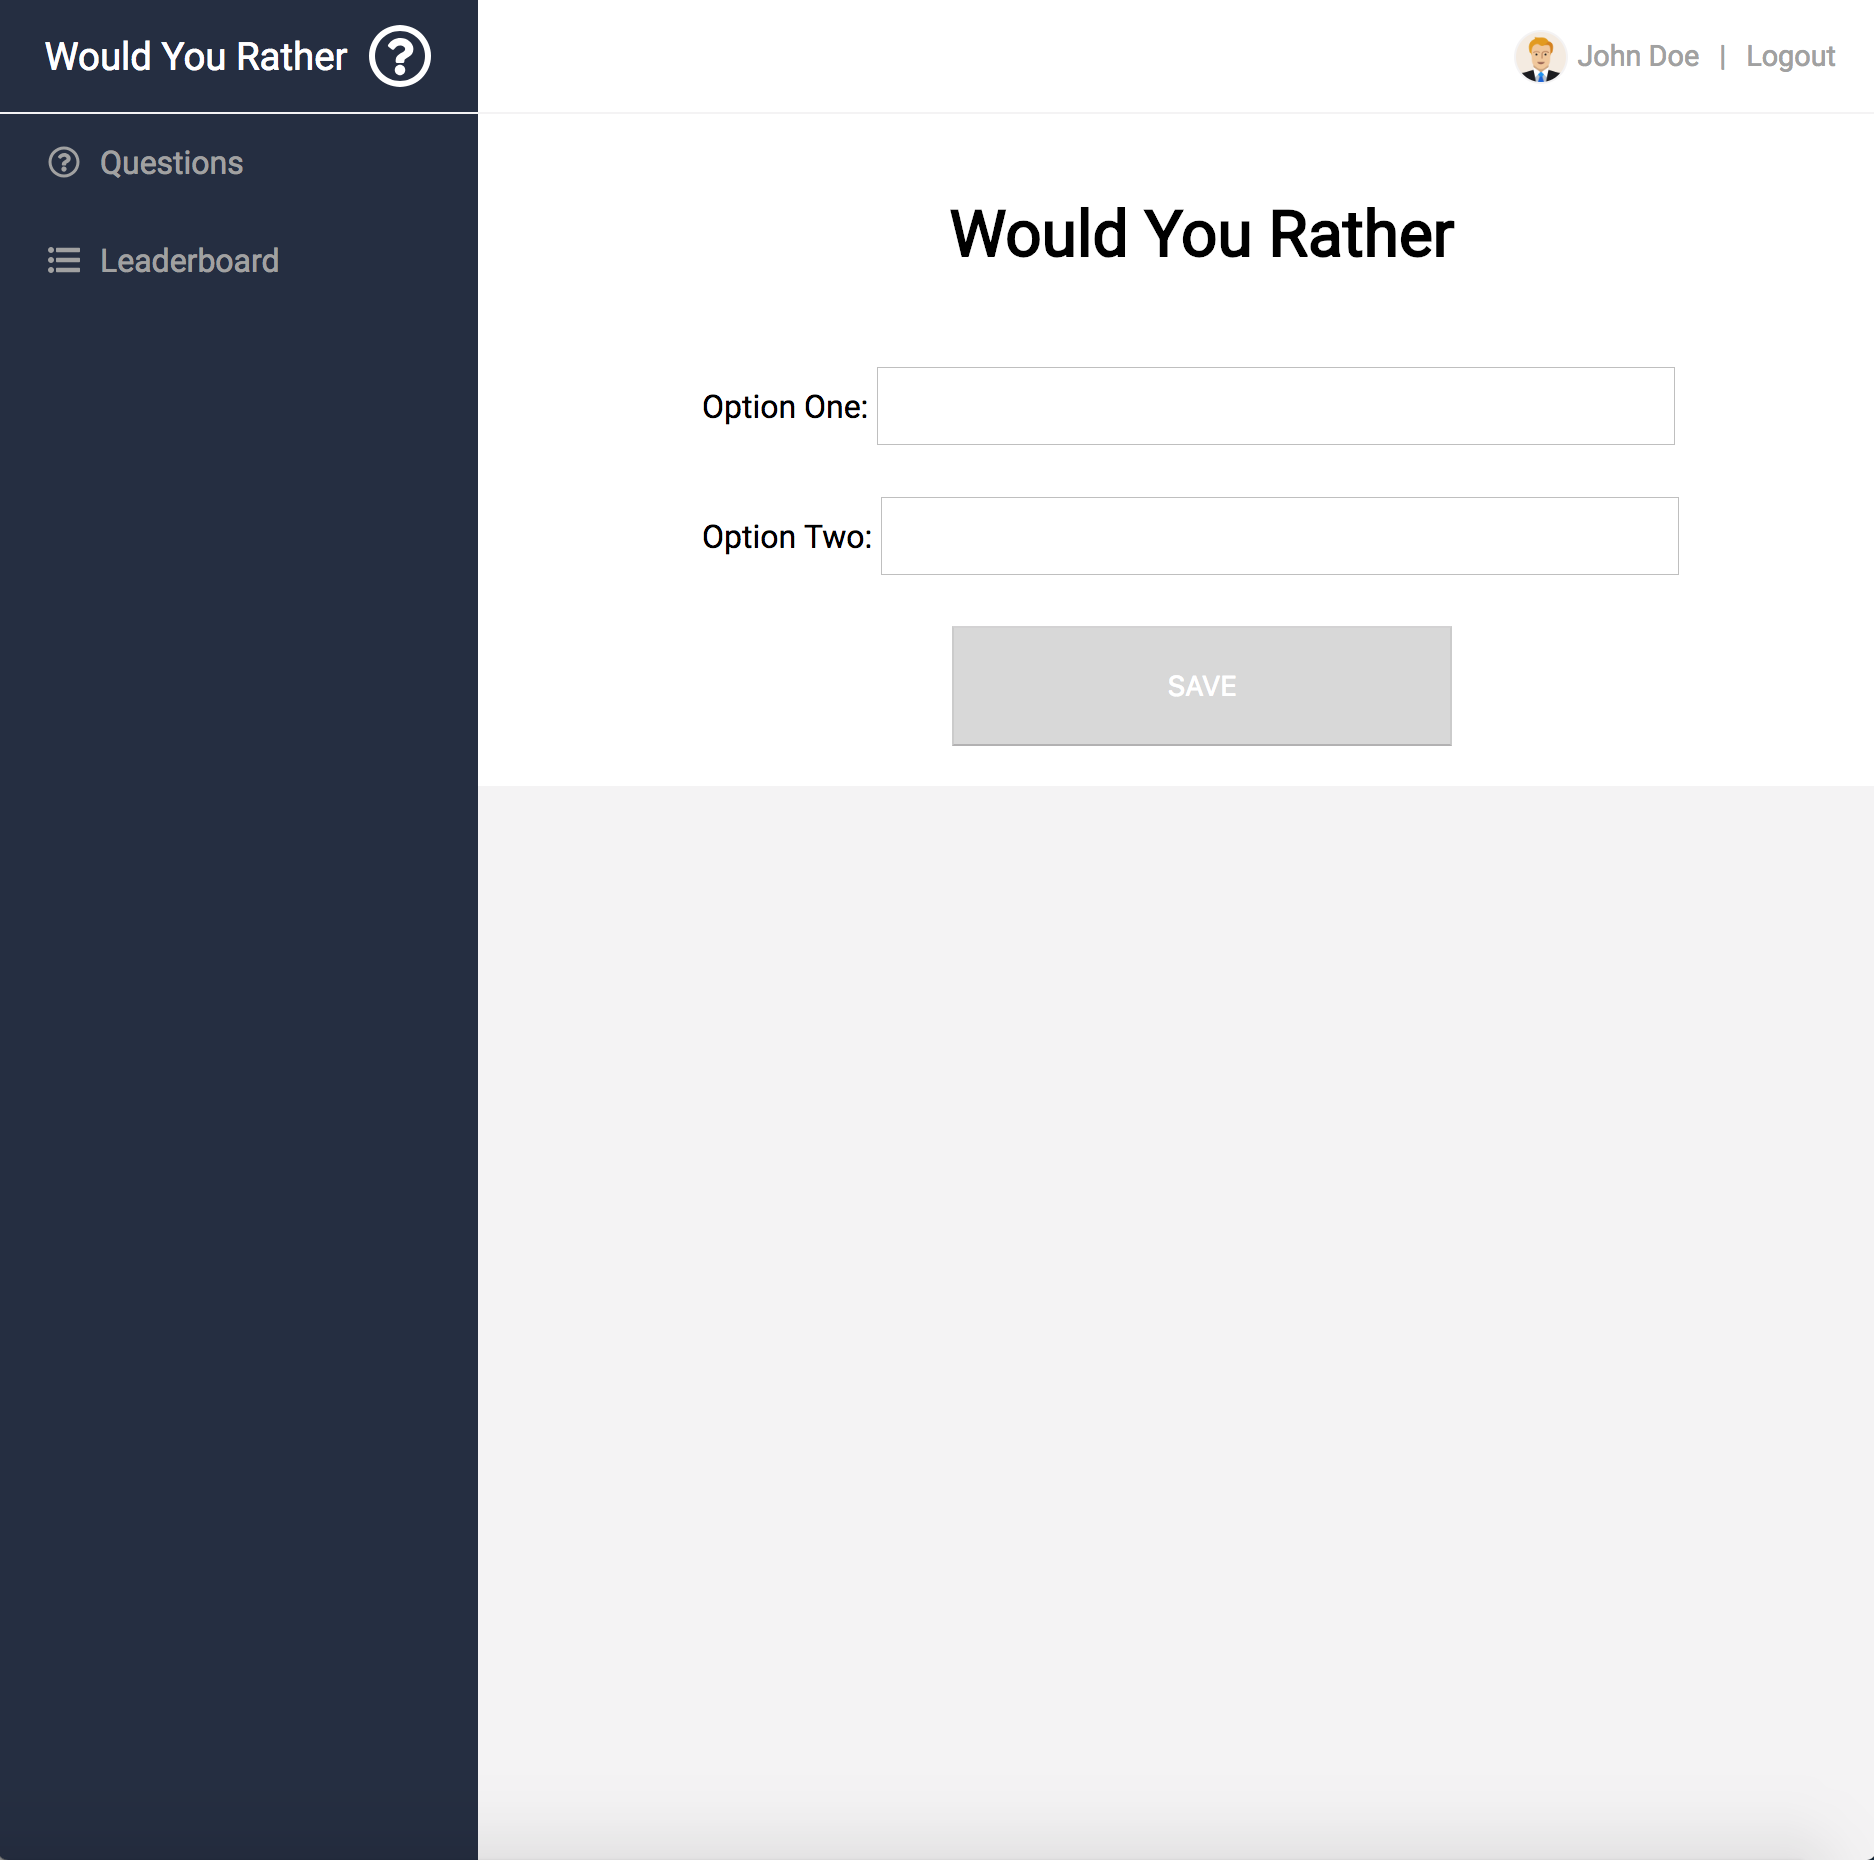 Would You Rather
John Doe | Logout
Questions
Leaderboard
Would You Rather
Option One:
Option Two:
SAVE